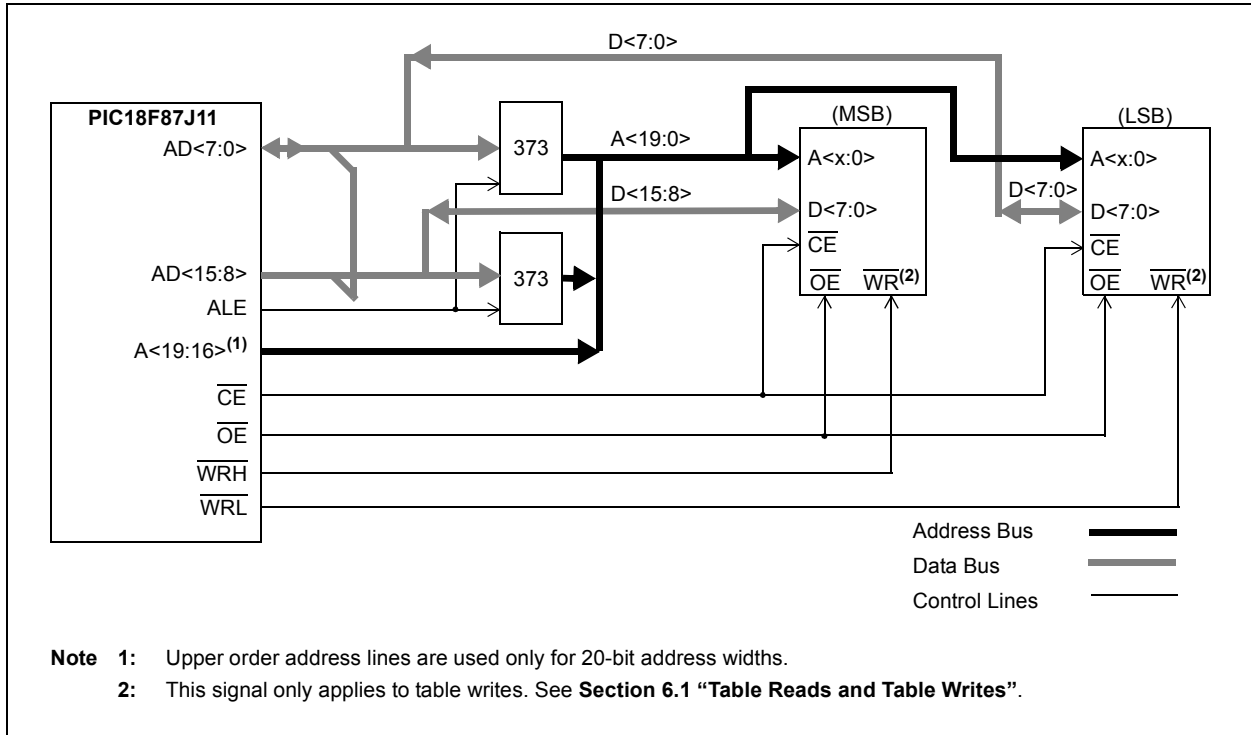 D<7:0>
PIC18F87J11
AD<7:0>
373
A<19:0>
(MSB)
A<x:0>
(LSB)
A<x:0>
D<15:8>
D<7:0>
D<7:0>
D<7:0>
CE
CE
AD<15:8>
373
OE WR(2)
OE WR(2)
ALE
A<19:16>(1)
CE
OE
WRH
WRL
Address Bus
Data Bus
Control Lines
Note 1: Upper order address lines are used only for 20-bit address widths.
2: This signal only applies to table writes. See Section 6.1 “Table Reads and Table Writes”.